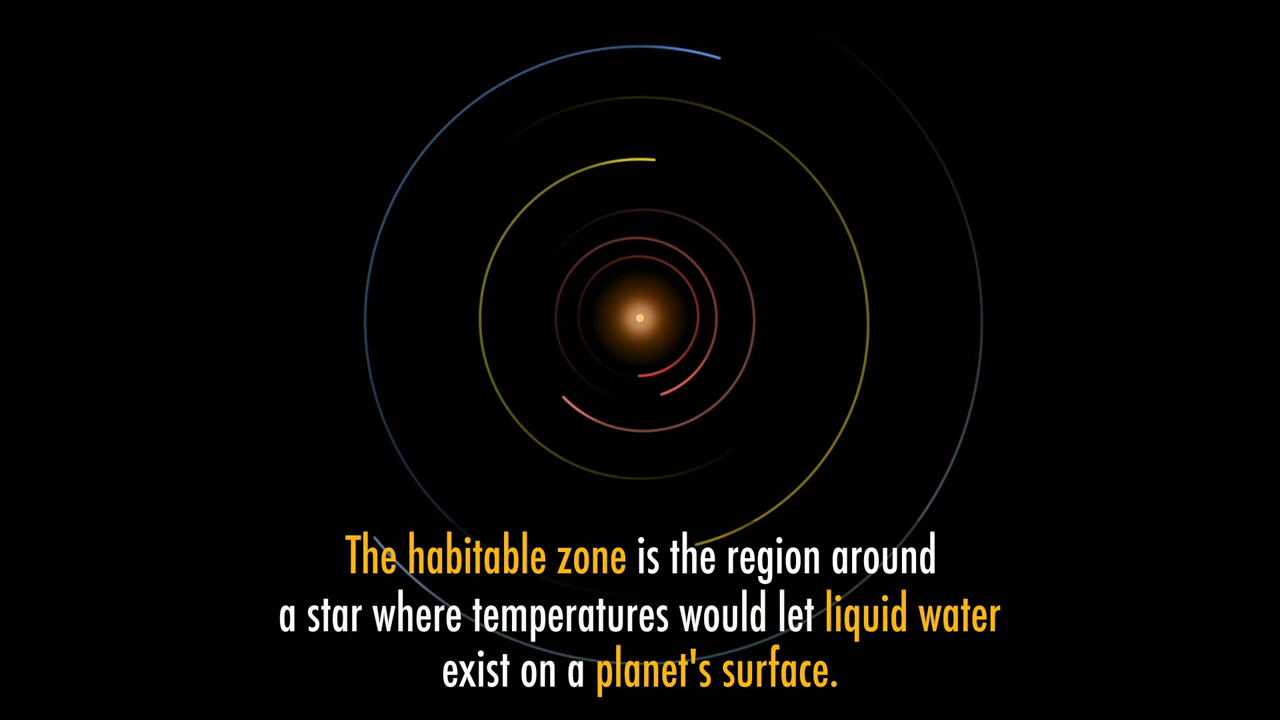 The habitable zone is the region around
a star where temperatures would let liquid water
exist on a planet's surface.